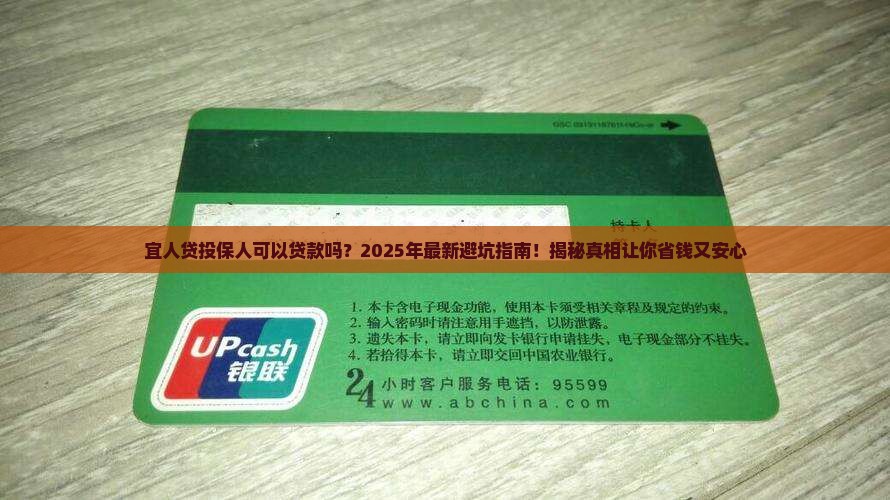 持卡人
宜人贷投保人可以贷款吗？2025年最新避坑指南！揭秘真相让你省钱又安心
1. 本卡含电子现金功能，使用本卡须受相关章程及规定的约束。
2. 输入密码时请注意用手遮挡，以防泄露。
3. 遗失本卡，请立即向发卡银行申请挂失，电子现金部分不挂失。
4. 若拾得本卡，请立即交回中国农业银行。
UPcash
银联
24小时客户服务电话：95599
www.abchina.com